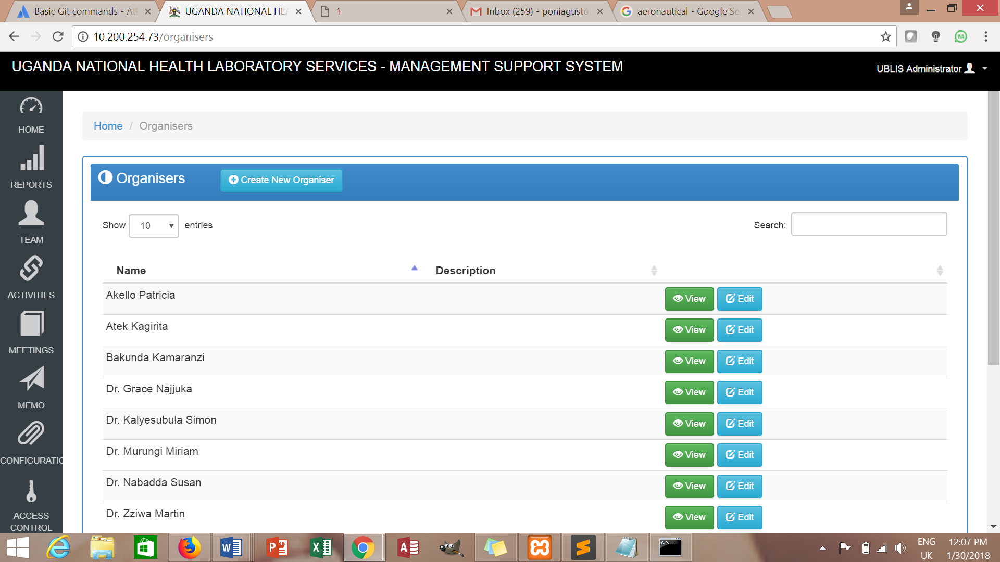 Basic Git commands - Atl
UGANDA NATIONAL HEA
1
Inbox (259) - poniagusto
aeronautical - Google Se
10.200.254.73/organisers
UGANDA NATIONAL HEALTH LABORATORY SERVICES - MANAGEMENT SUPPORT SYSTEM
UBLIS Administrator
HOME
REPORTS
TEAM
ACTIVITIES
MEETINGS
MEMO
CONFIGURATIO
ACCESS
CONTROL
Home / Organisers
Organisers
Create New Organiser
Show 10 entries
Search:
Name Description
Akello Patricia View Edit
Atek Kagirita View Edit
Bakunda Kamaranzi View Edit
Dr. Grace Najjuka View Edit
Dr. Kalyesubula Simon View Edit
Dr. Murungi Miriam View Edit
Dr. Nabadda Susan View Edit
Dr. Zziwa Martin View Edit
ENG
UK
12:07 PM
1/30/2018